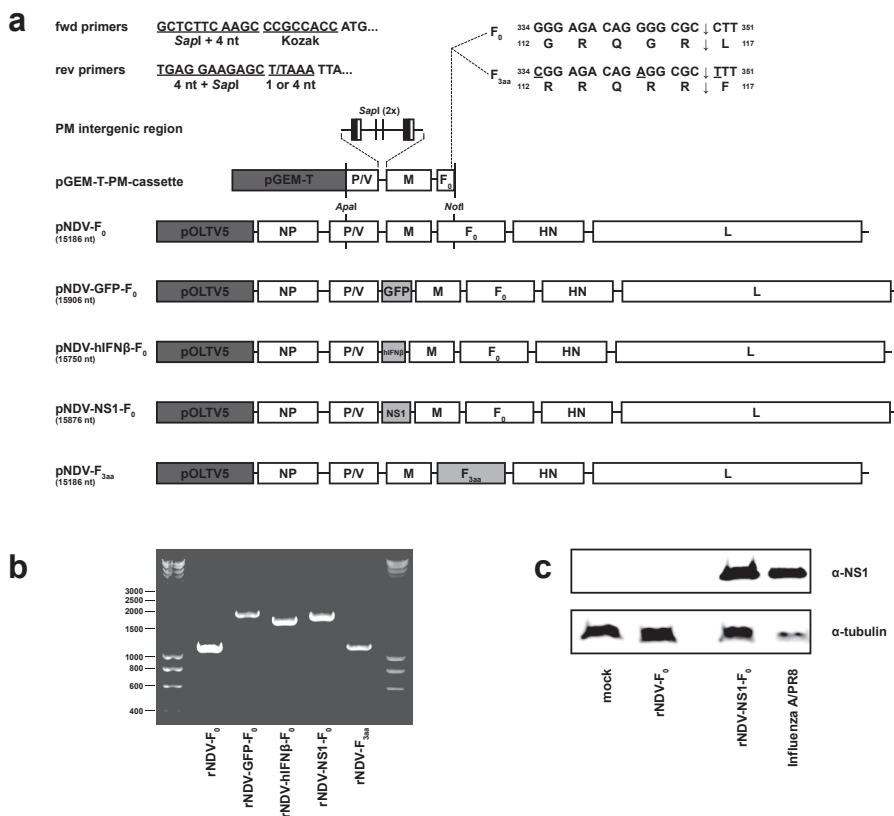 a
fwd primers GCTCTTC AAGC CCGCCACC ATG...
SapI + 4 nt Kozak
rev primers TGAG GAAGAGC T/TAAA TTA...
4 nt + SapI 1 or 4 nt
F0 334 GGG AGA CAG GGG CGC ↓ CTT 351
112 G R Q G R ↓ L 117
F3aa 334 CGG AGA CAG AGG CGC ↓ TTT 351
112 R R Q R R ↓ F 117
PM intergenic region SapI (2x)
pGEM-T-PM-cassette pGEM-T P/V M F0
ApaI NotI
pNDV-F0 pOLTV5 NP P/V M F0 HN L
(15186 nt)
pNDV-GFP-F0 pOLTV5 NP P/V GFP M F0 HN L
(15906 nt)
pNDV-hIFNβ-F0 pOLTV5 NP P/V hIFNβ M F0 HN L
(15750 nt)
pNDV-NS1-F0 pOLTV5 NP P/V NS1 M F0 HN L
(15876 nt)
pNDV-F3aa pOLTV5 NP P/V M F3aa HN L
(15186 nt)
b
3000
2500
2000
1500
1000
800
600
400
rNDV-F0
rNDV-GFP-F0
rNDV-hIFNβ-F0
rNDV-NS1-F0
rNDV-F3aa
c
α-NS1
α-tubulin
mock
rNDV-F0
rNDV-NS1-F0
Influenza A/PR8